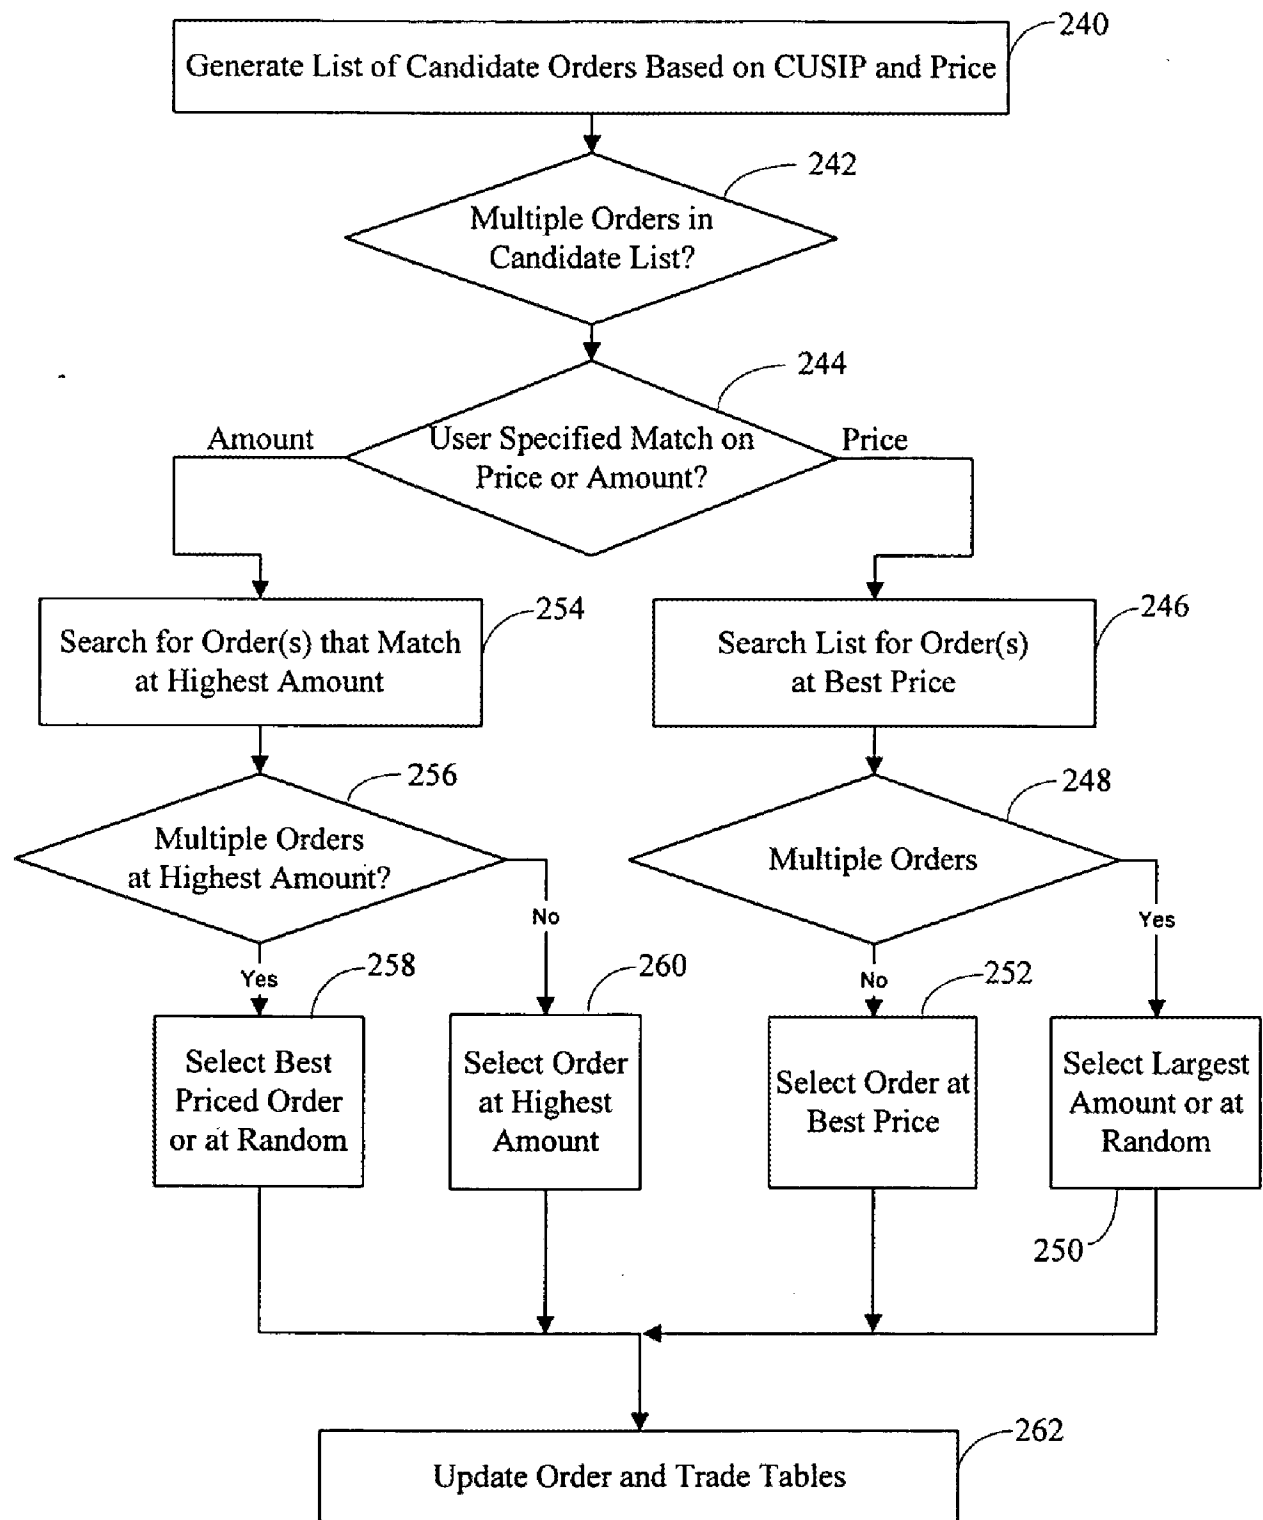 240
Generate List of Candidate Orders Based on CUSIP and Price
242
Multiple Orders in
Candidate List?
244
Amount
User Specified Match on
Price or Amount?
Price
254
Search for Order(s) that Match
at Highest Amount
246
Search List for Order(s)
at Best Price
256
Multiple Orders
at Highest Amount?
248
Multiple Orders
No
Yes
Yes
No
258
Select Best
Priced Order
or at Random
260
Select Order
at Highest
Amount
252
Select Order at
Best Price
Select Largest
Amount or at
Random
250
262
Update Order and Trade Tables